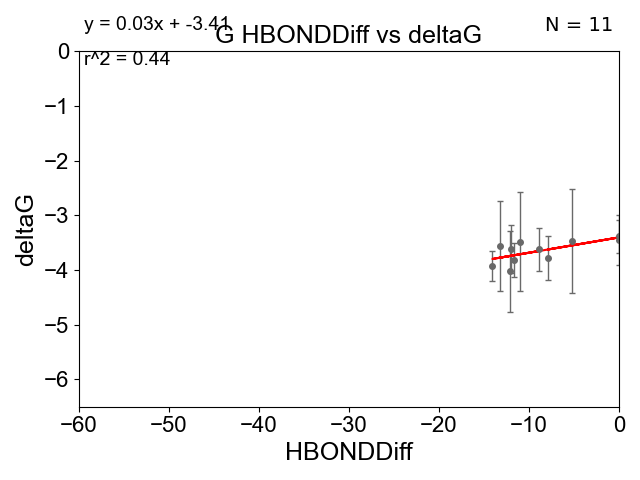 y = 0.03x + -3.41
N = 11
G HBONDDiff vs deltaG
r^2 = 0.44
0
−1
−2
−3
−4
−5
−6
deltaG
−60 −50 −40 −30 −20 −10 0
HBONDDiff